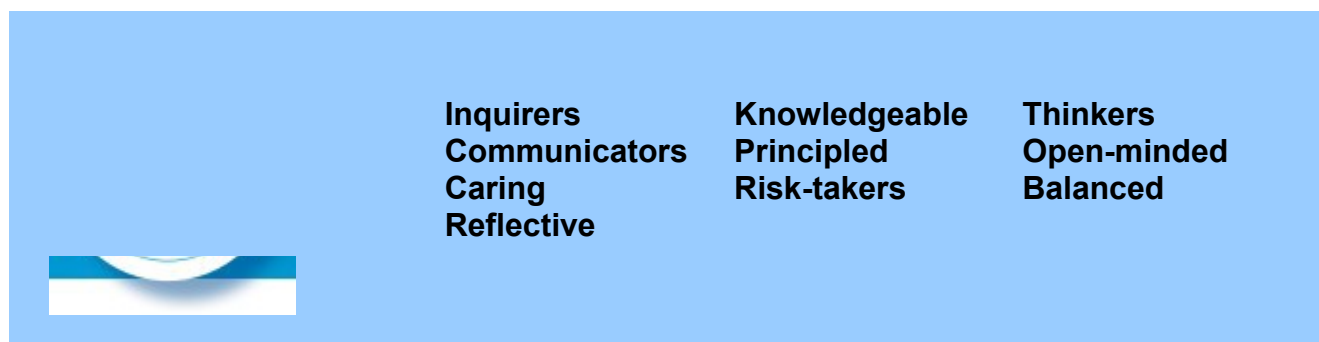 Inquirers Knowledgeable Thinkers
Communicators Principled Open-minded
Caring Risk-takers Balanced
Reflective